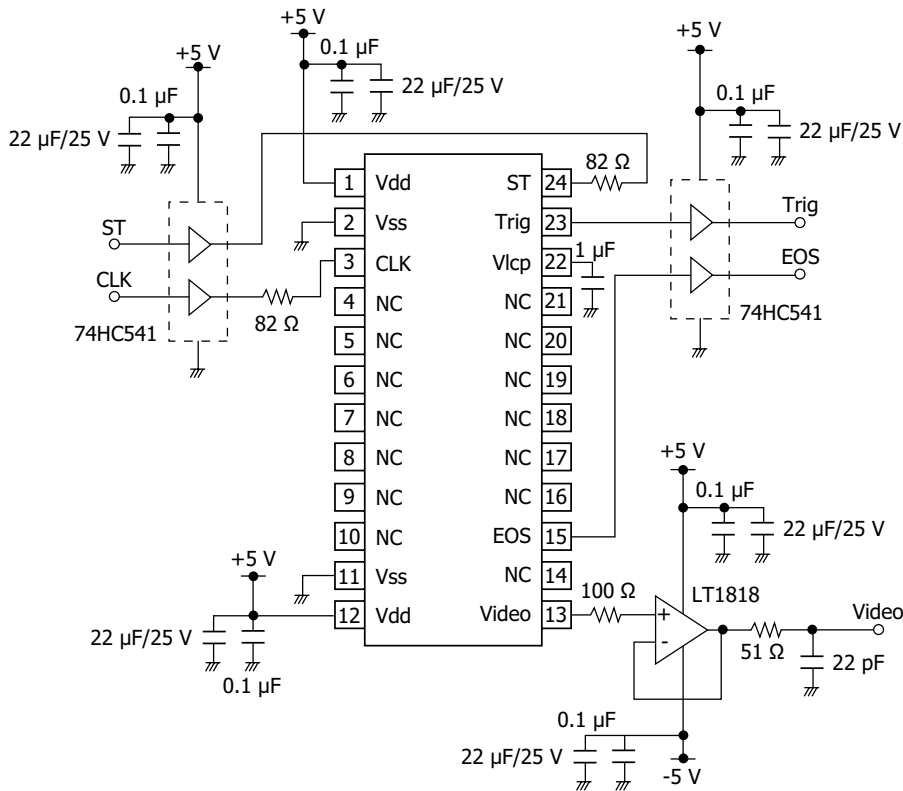 +5 V
+5 V
+5 V
0.1 µF
22 µF/25 V
0.1 µF
22 µF/25 V
0.1 µF
22 µF/25 V
82 Ω
1 Vdd
ST 24
2 Vss
Trig 23
Trig
ST
3 CLK
Vlcp 22
1 µF
EOS
CLK
4 NC
NC 21
82 Ω
74HC541
74HC541
5 NC
NC 20
6 NC
NC 19
7 NC
NC 18
8 NC
NC 17
9 NC
NC 16
10 NC
EOS 15
11 Vss
NC 14
12 Vdd
Video 13
+5 V
22 µF/25 V
0.1 µF
+5 V
0.1 µF
22 µF/25 V
100 Ω
LT1818
+
-
Video
51 Ω
22 pF
0.1 µF
22 µF/25 V
-5 V